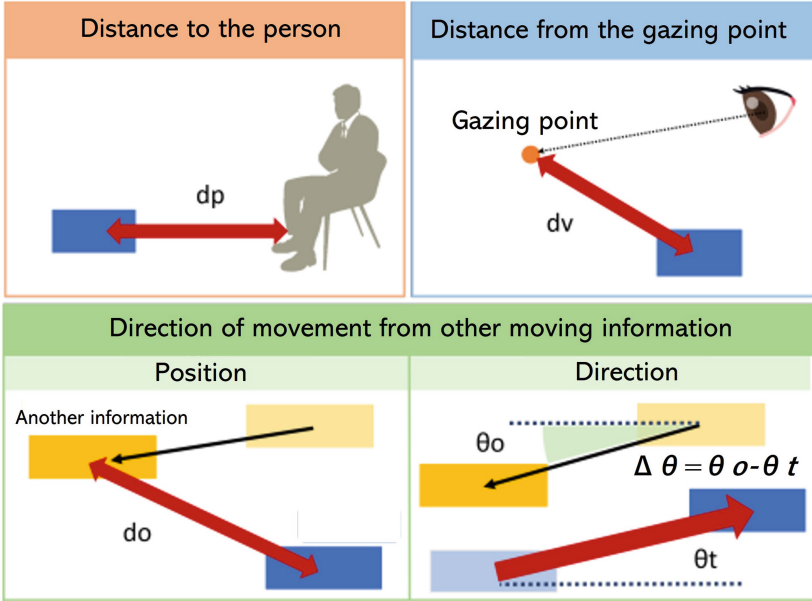 Distance to the person
dp
Distance from the gazing point
Gazing point
dv
Direction of movement from other moving information
Position
Another information
do
Direction
θo
Δ θ = θ o-θ t
θt